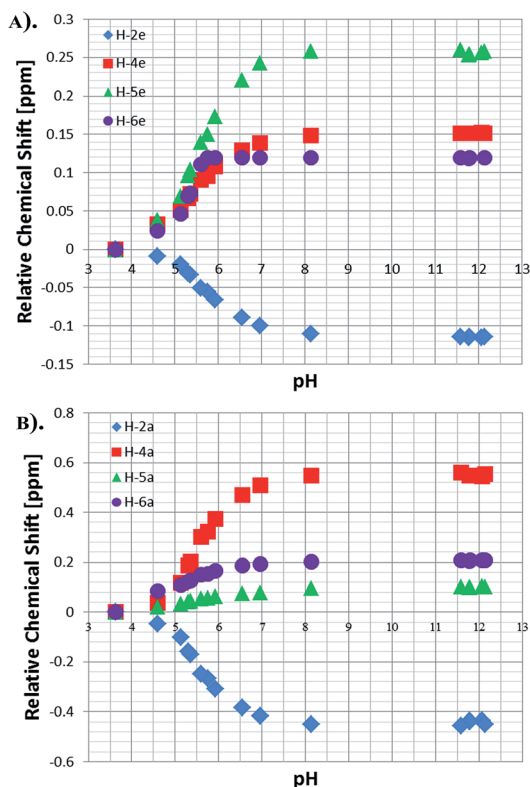 A).
H-2e
H-4e
H-5e
H-6e
Relative Chemical Shift [ppm]
0.3
0.25
0.2
0.15
0.1
0.05
0
-0.05
-0.1
-0.15
3 4 5 6 7 8 9 10 11 12 13
pH
B).
H-2a
H-4a
H-5a
H-6a
Relative Chemical Shift [ppm]
0.8
0.6
0.4
0.2
0
-0.2
-0.4
-0.6
3 4 5 6 7 8 9 10 11 12 13
pH